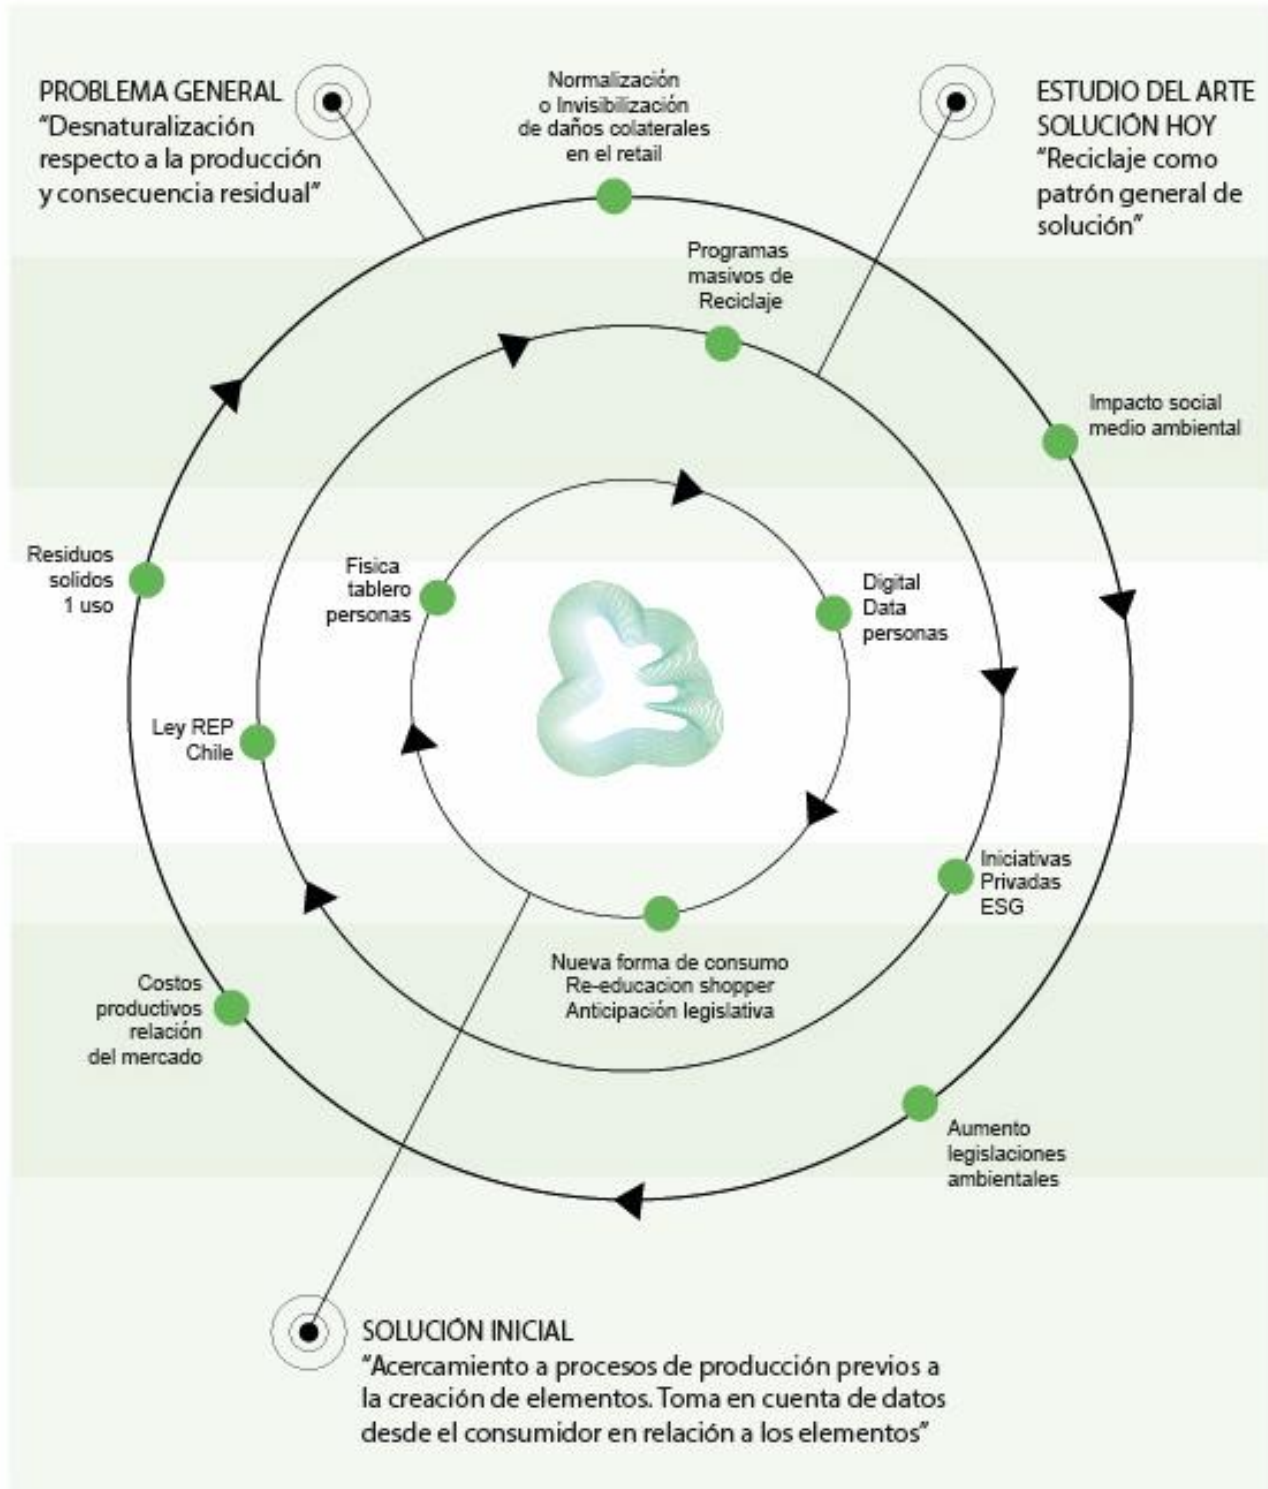 PROBLEMA GENERAL
“Desnaturalización
respecto a la producción
y consecuencia residual”
Normalización
o Invisibilización
de daños colaterales
en el retail
ESTUDIO DEL ARTE
SOLUCIÓN HOY
“Reciclaje como
patrón general de
solución”
Programas
masivos de
Reciclaje
Impacto social
medio ambiental
Residuos
solidos
1 uso
Fisica
tablero
personas
Digital
Data
personas
Ley REP
Chile
Iniciativas
Privadas
ESG
Nueva forma de consumo
Re-educacion shopper
Anticipación legislativa
Costos
productivos
relación
del mercado
Aumento
legislaciones
ambientales
SOLUCIÓN INICIAL
“Acercamiento a procesos de producción previos a
la creación de elementos. Toma en cuenta de datos
desde el consumidor en relación a los elementos”